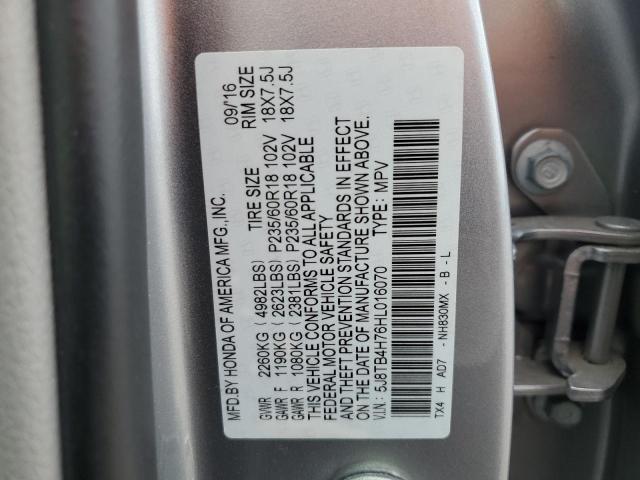 MFD.BY HONDA OF AMERICA MFG.,INC. 09/'16
TIRE SIZE RIM SIZE
GVWR 2260KG ( 4982LBS)
GAWR F 1190KG ( 2623LBS) P235/60R18 102V 18X7.5J
GAWR R 1080KG ( 2381LBS) P235/60R18 102V 18X7.5J
THIS VEHICLE CONFORMS TO ALL APPLICABLE
FEDERAL MOTOR VEHICLE SAFETY
AND THEFT PREVENTION STANDARDS IN EFFECT
ON THE DATE OF MANUFACTURE SHOWN ABOVE.
V.I.N.: 5J8TB4H76HL016070 TYPE: MPV
TX4 H AD7 - NH830MX - B - L